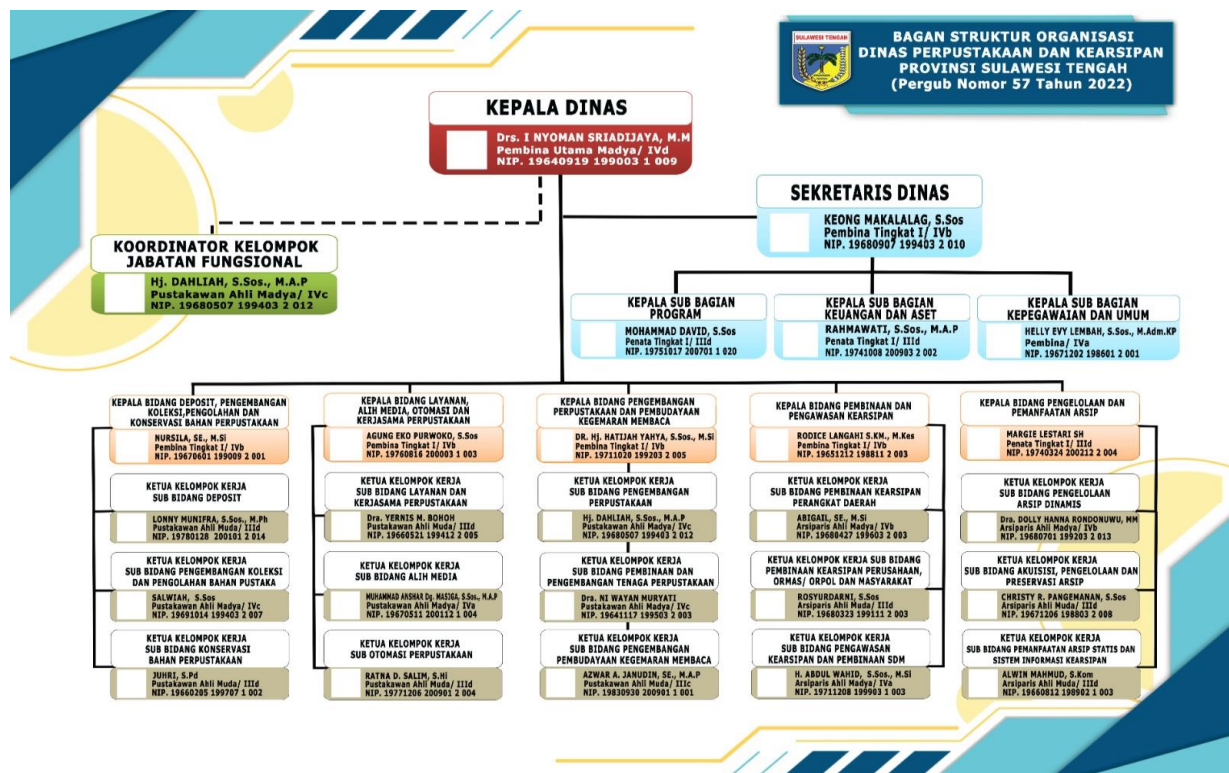 SULAWESI TENGAH
BAGAN STRUKTUR ORGANISASI
DINAS PERPUSTAKAAN DAN KEARSIPAN
PROVINSI SULAWESI TENGAH
(Pergub Nomor 57 Tahun 2022)
KEPALA DINAS
Drs. I NYOMAN SRIADIJAYA, M.M
Pembina Utama Madya/ IVd
NIP. 19640919 199003 1 009
SEKRETARIS DINAS
KEONG MAKALALAG, S.Sos
Pembina Tingkat I/ IVb
NIP. 19680907 199403 2 010
KOORDINATOR KELOMPOK
JABATAN FUNGSIONAL
Hj. DAHLIAH, S.Sos., M.A.P
Pustakawan Ahli Madya/ IVc
NIP. 19680507 199403 2 012
KEPALA SUB BAGIAN
PROGRAM
MOHAMMAD DAVID, S.Sos
Penata Tingkat I/ IIId
NIP. 19751017 200701 1 020
KEPALA SUB BAGIAN
KEUANGAN DAN ASET
RAHMAWATI, S.Sos., M.A.P
Penata Tingkat I/ IIId
NIP. 19741008 200903 2 002
KEPALA SUB BAGIAN
KEPEGAWAIAN DAN UMUM
HELLY EVY LEMBAH, S.Sos., M.Adm.KP
Pembina/ IVa
NIP. 19671202 198601 2 001
KEPALA BIDANG DEPOSIT, PENGEMBANGAN
KOLEKSI,PENGOLAHAN DAN
KONSERVASI BAHAN PERPUSTAKAAN
NURSILA, SE., M.Si
Pembina Tingkat I/ IVb
NIP. 19670601 199009 2 001
KETUA KELOMPOK KERJA
SUB BIDANG DEPOSIT
LONNY MUNIFRA, S.Sos., M.Ph
Pustakawan Ahli Muda/ IIId
NIP. 19780128 200101 2 014
KETUA KELOMPOK KERJA
SUB BIDANG PENGEMBANGAN KOLEKSI
DAN PENGOLAHAN BAHAN PUSTAKA
SALWIAH, S.Sos
Pustakawan Ahli Madya/ IVc
NIP. 19691014 199403 2 007
KETUA KELOMPOK KERJA
SUB BIDANG KONSERVASI
BAHAN PERPUSTAKAAN
JUHRI, S.Pd
Pustakawan Ahli Muda/ IIId
NIP. 19660205 199707 1 002
KEPALA BIDANG LAYANAN,
ALIH MEDIA, OTOMASI DAN
KERJASAMA PERPUSTAKAAN
AGUNG EKO PURWOKO, S.Sos
Pembina Tingkat I/ IVb
NIP. 19760816 200003 1 003
KETUA KELOMPOK KERJA
SUB BIDANG LAYANAN DAN
KERJASAMA PERPUSTAKAAN
Dra. YERNIS M. BOHOH
Pustakawan Ahli Muda/ IIId
NIP. 19660521 199412 2 005
KETUA KELOMPOK KERJA
SUB BIDANG ALIH MEDIA
MUHAMMAD ANSHAR Dg. MASIGA, S.Sos., M.A.P
Pustakawan Ahli Madya/ IVa
NIP. 19670511 200112 1 004
KETUA KELOMPOK KERJA
SUB OTOMASI PERPUSTAKAAN
RATNA D. SALIM, S.Hi
Pustakawan Ahli Muda/ IIId
NIP. 19771206 200901 2 004
KEPALA BIDANG PENGEMBANGAN
PERPUSTAKAAN DAN PEMBUDAYAAN
KEGEMARAN MEMBACA
DR. Hj. HATIJAH YAHYA, S.Sos., M.Si
Pembina Tingkat I/ IVb
NIP. 19711020 199203 2 005
KETUA KELOMPOK KERJA
SUB BIDANG PENGEMBANGAN
PERPUSTAKAAN
Hj. DAHLIAH, S.Sos., M.A.P
Pustakawan Ahli Madya/ IVc
NIP. 19680507 199403 2 012
KETUA KELOMPOK KERJA
SUB BIDANG PEMBINAAN DAN
PENGEMBANGAN TENAGA PERPUSTAKAAN
Dra. NI WAYAN MURYATI
Pustakawan Ahli Madya/ IVc
NIP. 19641117 199503 2 003
KETUA KELOMPOK KERJA
SUB BIDANG PENGEMBANGAN
PEMBUDAYAAN KEGEMARAN MEMBACA
AZWAR A. JANUDIN, SE., M.A.P
Pustakawan Ahli Muda/ IIIc
NIP. 19830930 200901 1 001
KEPALA BIDANG PEMBINAAN DAN
PENGAWASAN KEARSIPAN
RODICE LANGAHI S.KM., M.Kes
Pembina Tingkat I/ IVb
NIP. 19651212 198811 2 003
KETUA KELOMPOK KERJA
SUB BIDANG PEMBINAAN KEARSIPAN
PERANGKAT DAERAH
ABIGAIL, SE., M.Si
Arsiparis Ahli Madya/ IVb
NIP. 19680427 199603 2 003
KETUA KELOMPOK KERJA SUB BIDANG
PEMBINAAN KEARSIPAN PERUSAHAAN,
ORMAS/ ORPOL DAN MASYARAKAT
ROSYURDARNI, S.Sos
Arsiparis Ahli Muda/ IIId
NIP. 19680323 199111 2 003
KETUA KELOMPOK KERJA
SUB BIDANG PENGAWASAN
KEARSIPAN DAN PEMBINAAN SDM
H. ABDUL WAHID, S.Sos., M.Si
Arsiparis Ahli Madya/ IVa
NIP. 19711208 199903 1 003
KEPALA BIDANG PENGELOLAAN DAN
PEMANFAATAN ARSIP
MARGIE LESTARI SH
Penata Tingkat I/ IIId
NIP. 19740324 200212 2 004
KETUA KELOMPOK KERJA
SUB BIDANG PENGELOLAAN
ARSIP DINAMIS
Dra. DOLLY HANNA RONDONUWU, MM
Arsiparis Ahli Madya/ IVb
NIP. 19680701 199203 2 013
KETUA KELOMPOK KERJA
SUB BIDANG AKUISISI, PENGELOLAAN DAN
PRESERVASI ARSIP
CHRISTY R. PANGEMANAN, S.Sos
Arsiparis Ahli Muda/ IIId
NIP. 19671206 198803 2 008
KETUA KELOMPOK KERJA
SUB BIDANG PEMANFAATAN ARSIP STATIS DAN
SISTEM INFORMASI KEARSIPAN
ALWIN MAHMUD, S.Kom
Arsiparis Ahli Muda/ IIId
NIP. 19660812 198902 1 003